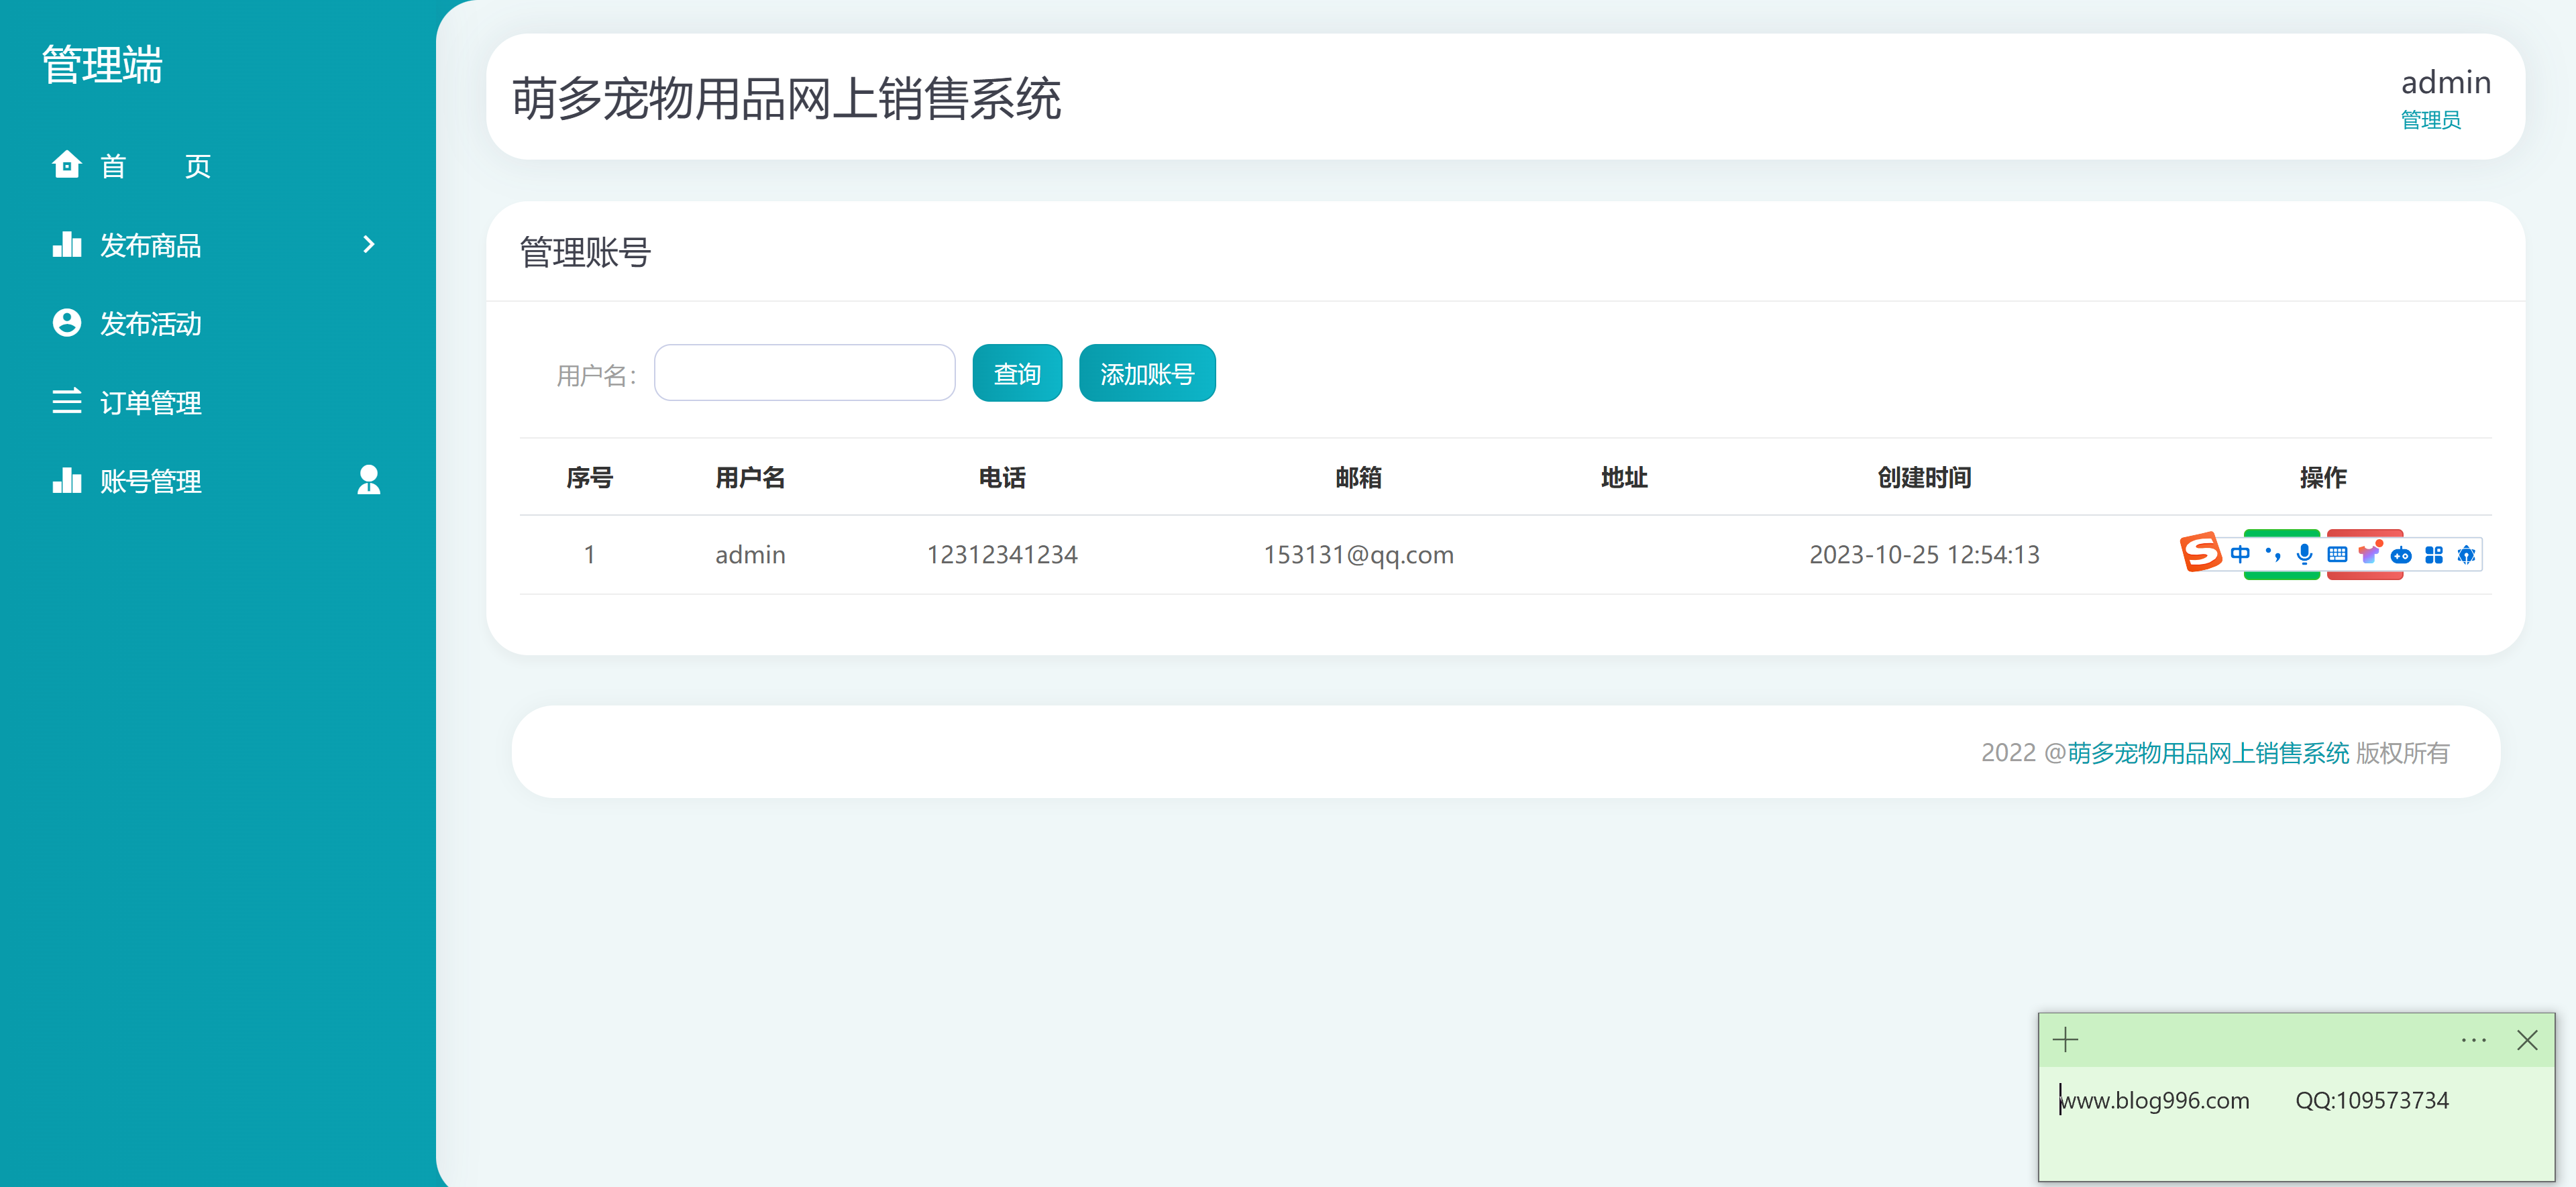 管理端
首 页
发布商品
发布活动
订单管理
账号管理
萌多宠物用品网上销售系统
admin
管理员
管理账号
用户名： 查询 添加账号
序号 用户名 电话 邮箱 地址 创建时间 操作
1 admin 12312341234 153131@qq.com 2023-10-25 12:54:13 中
2022 @萌多宠物用品网上销售系统 版权所有
www.blog996.com QQ:109573734